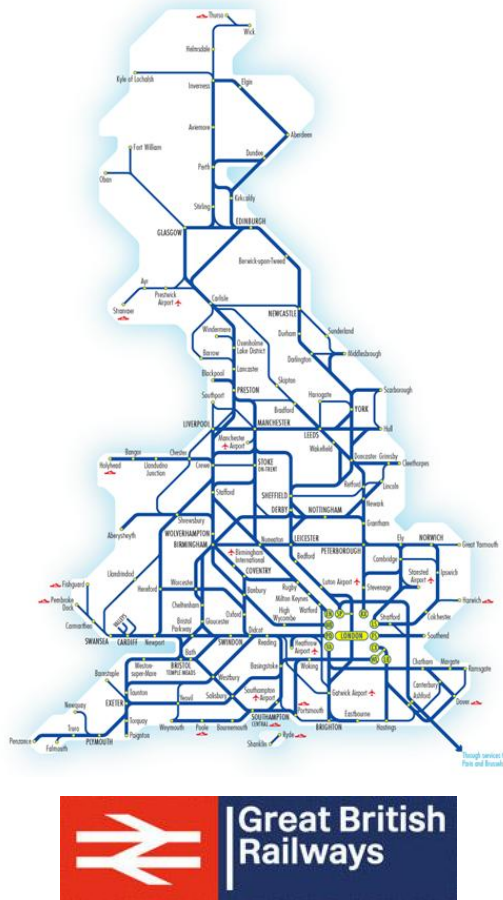 Thurso
Wick
Helmsdale
Kyle of Lochalsh
Elgin
Inverness
Aviemore
Aberdeen
Fort William
Dundee
Perth
Oban
Kirkcaldy
Stirling
EDINBURGH
GLASGOW
Berwick-upon-Tweed
Ayr
Prestwick
Airport
Carlisle
Stranraer
NEWCASTLE
Windermere
Durham
Sunderland
Oxenholme
Lake District
Barrow
Darlington
Middlesbrough
Lancaster
Blackpool
Skipton
PRESTON
Harrogate
Scarborough
Southport
Bradford
YORK
LIVERPOOL
MANCHESTER
LEEDS
Hull
Manchester
Airport
Wakefield
Bangor
Chester
Doncaster
Grimsby
Holyhead
Llandudno
Junction
Crewe
STOKE
ON-TRENT
Cleethorpes
Retford
Lincoln
Stafford
SHEFFIELD
Newark
DERBY
NOTTINGHAM
Shrewsbury
Grantham
Aberystwyth
WOLVERHAMPTON
BIRMINGHAM
Nuneaton
LEICESTER
PETERBOROUGH
Ely
NORWICH
Great Yarmouth
Birmingham
International
Bedford
Cambridge
COVENTRY
Stansted
Airport
Ipswich
Llandrindod
Luton Airport
Fishguard
Worcester
Rugby
Stevenage
Hereford
Banbury
Milton Keynes
Pembroke
Dock
Cheltenham
High
Wycombe
Watford
Harwich
Carmarthen
Gloucester
Oxford
Stratford
Colchester
Bristol
Parkway
Didcot
LONDON
SWANSEA
CARDIFF
Newport
SWINDON
Reading
Southend
Heathrow
Airport
Bath
Weston-
super-Mare
BRISTOL
TEMPLE MEADS
Basingstoke
Woking
Chatham
Margate
Ramsgate
Barnstaple
Westbury
Canterbury
Taunton
Salisbury
Southampton
Airport
Gatwick Airport
Ashford
Dover
Newquay
EXETER
Yeovil
Portsmouth
Truro
Torquay
SOUTHAMPTON
CENTRAL
Eastbourne
Penzance
Falmouth
PLYMOUTH
Paignton
Weymouth
Poole
Bournemouth
BRIGHTON
Hastings
Shanklin
Ryde
Through services to
Paris and Brussels
Great British
Railways